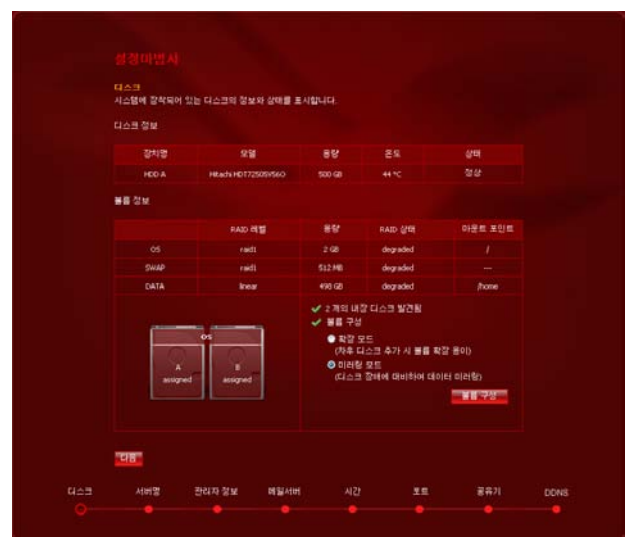 설정마법사
디스크
시스템에 장착되어 있는 디스크의 정보와 상태를 표시합니다.
디스크 정보
장치명 모델 용량 온도 상태
HDD A Hitachi HDT72505VS60 500 GB 44 °C 정상
볼륨 정보
RAID 레벨 용량 RAID 상태 마운트 포인트
OS raid1 2 GB degraded /
SWAP raid1 512 MB degraded ---
DATA linear 498 GB degraded /home
OS
A
assigned
B
assigned
2 개의 내장 디스크 발견됨
볼륨 구성
확장 모드
(차후 디스크 추가 시 볼륨 확장 용이)
미러링 모드
(디스크 장애에 대비하여 데이터 미러링)
볼륨 구성
다음
디스크 서버명 관리자 정보 메일서버 시간 포트 공유기 DDNS